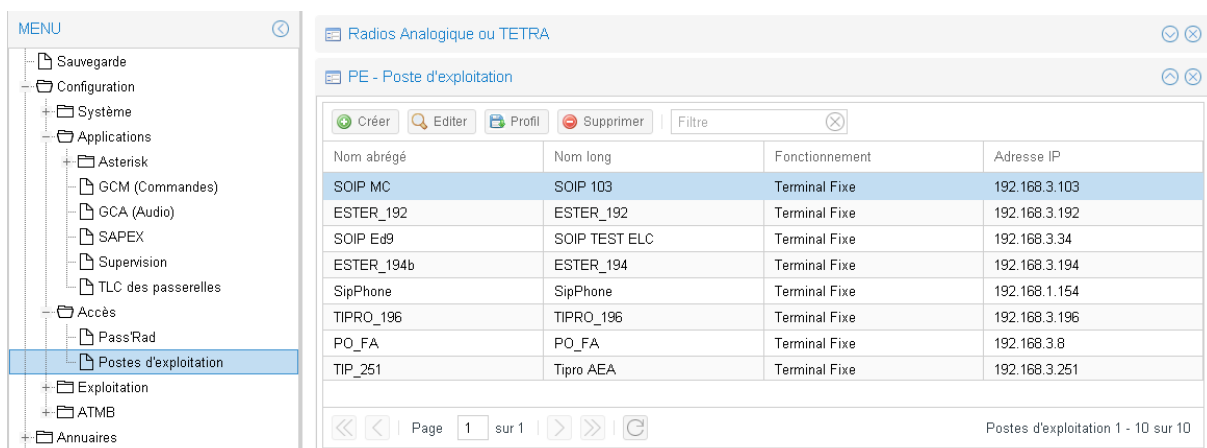 MENU
Sauvegarde
Configuration
Système
Applications
Asterisk
GCM (Commandes)
GCA (Audio)
SAPEX
Supervision
TLC des passerelles
Accès
Pass'Rad
Postes d'exploitation
Exploitation
ATMB
Annuaires
Radios Analogique ou TETRA
PE - Poste d'exploitation
Créer Editer Profil Supprimer Filtre
Nom abrégé Nom long Fonctionnement Adresse IP
SOIP MC SOIP 103 Terminal Fixe 192.168.3.103
ESTER_192 ESTER_192 Terminal Fixe 192.168.3.192
SOIP Ed9 SOIP TEST ELC Terminal Fixe 192.168.3.34
ESTER_194b ESTER_194 Terminal Fixe 192.168.3.194
SipPhone SipPhone Terminal Fixe 192.168.1.154
TIPRO_196 TIPRO_196 Terminal Fixe 192.168.3.196
PO_FA PO_FA Terminal Fixe 192.168.3.8
TIP_251 Tipro AEA Terminal Fixe 192.168.3.251
Page 1 sur 1 Postes d'exploitation 1 - 10 sur 10